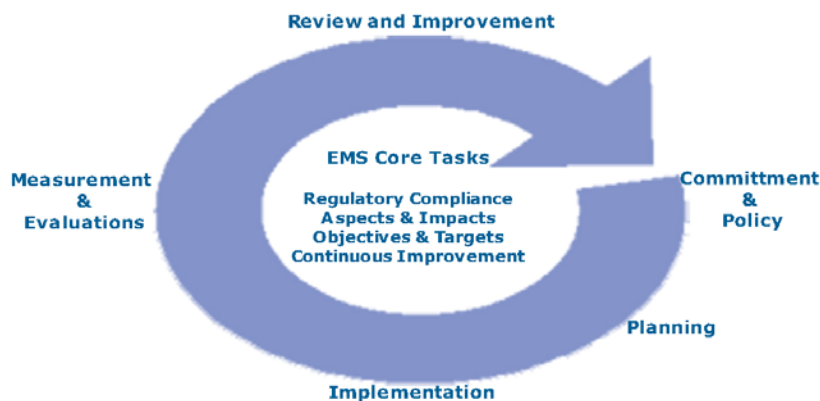 Review and Improvement
EMS Core Tasks
Regulatory Compliance
Aspects & Impacts
Objectives & Targets
Continuous Improvement
Measurement
&
Evaluations
Committment
&
Policy
Planning
Implementation